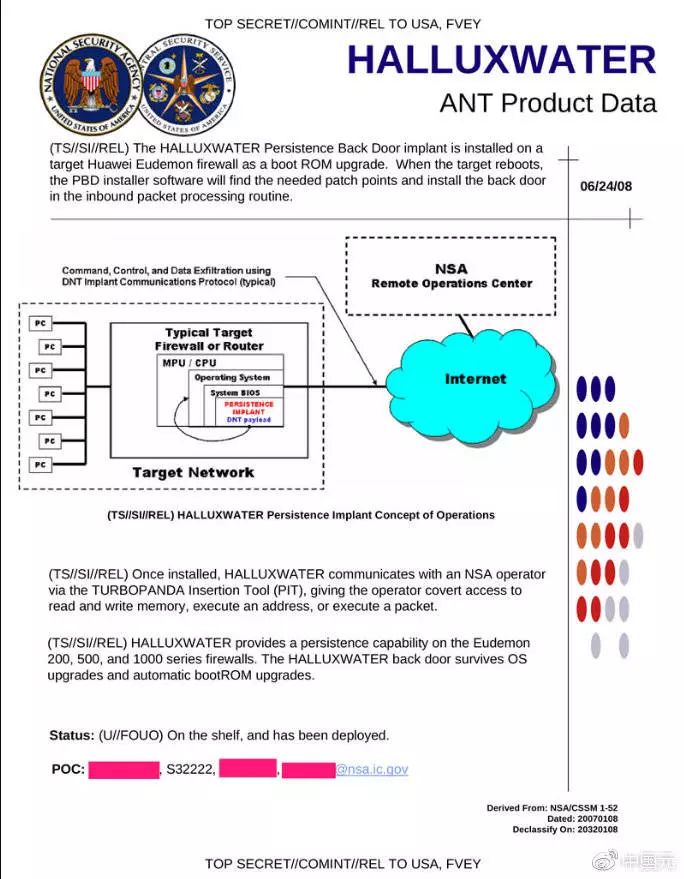 TOP SECRET//COMINT//REL TO USA, FVEY
NATIONAL SECURITY AGENCY
UNITED STATES OF AMERICA
CENTRAL SECURITY SERVICE
UNITED STATES OF AMERICA
HALLUXWATER
ANT Product Data
(TS//SI//REL) The HALLUXWATER Persistence Back Door implant is installed on a
target Huawei Eudemon firewall as a boot ROM upgrade. When the target reboots,
the PBD installer software will find the needed patch points and install the back door
in the inbound packet processing routine.
06/24/08
Command, Control, and Data Exfiltration using
DNT Implant Communications Protocol (typical)
NSA
Remote Operations Center
PC
PC
PC
PC
PC
PC
PC
Typical Target
Firewall or Router
MPU / CPU
Operating System
System BIOS
PERSISTENCE
IMPLANT
DNT payload
Internet
Target Network
(TS//SI//REL) HALLUXWATER Persistence Implant Concept of Operations
(TS//SI//REL) Once installed, HALLUXWATER communicates with an NSA operator
via the TURBOPANDA Insertion Tool (PIT), giving the operator covert access to
read and write memory, execute an address, or execute a packet.
(TS//SI//REL) HALLUXWATER provides a persistence capability on the Eudemon
200, 500, and 1000 series firewalls. The HALLUXWATER back door survives OS
upgrades and automatic bootROM upgrades.
Status: (U//FOUO) On the shelf, and has been deployed.
POC: , S32222, , @nsa.ic.gov
Derived From: NSA/CSSM 1-52
Dated: 20070108
Declassify On: 20320108
TOP SECRET//COMINT//REL TO USA, FVEY